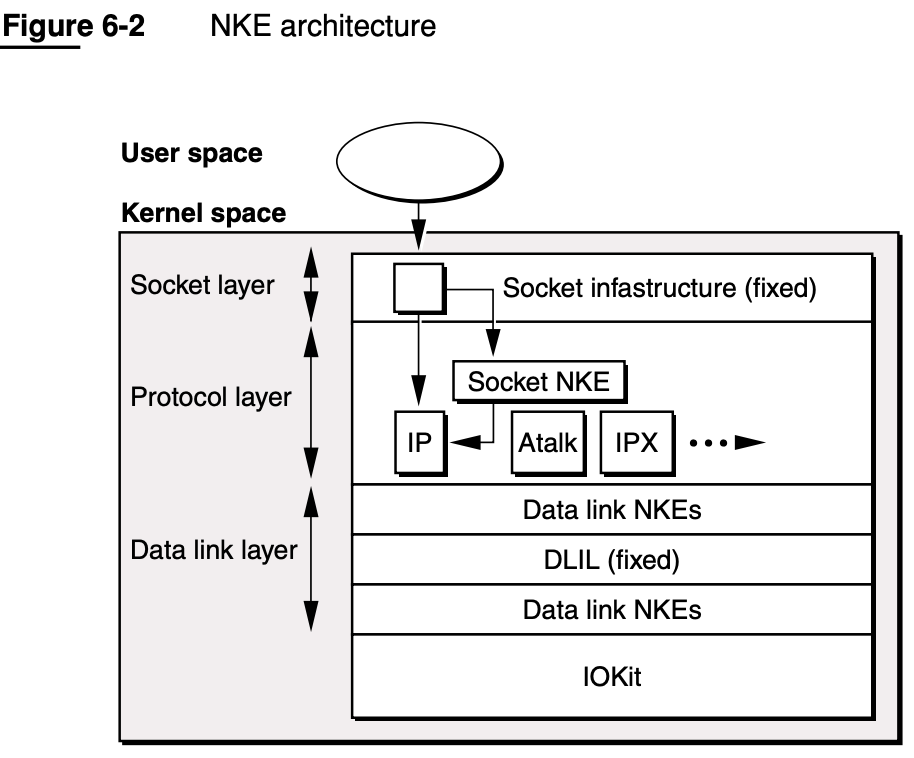 Figure 6-2 NKE architecture
User space
Kernel space
Socket layer
Socket infastructure (fixed)
Protocol layer
Socket NKE
IP
Atalk
IPX
Data link layer
Data link NKEs
DLIL (fixed)
Data link NKEs
IOKit